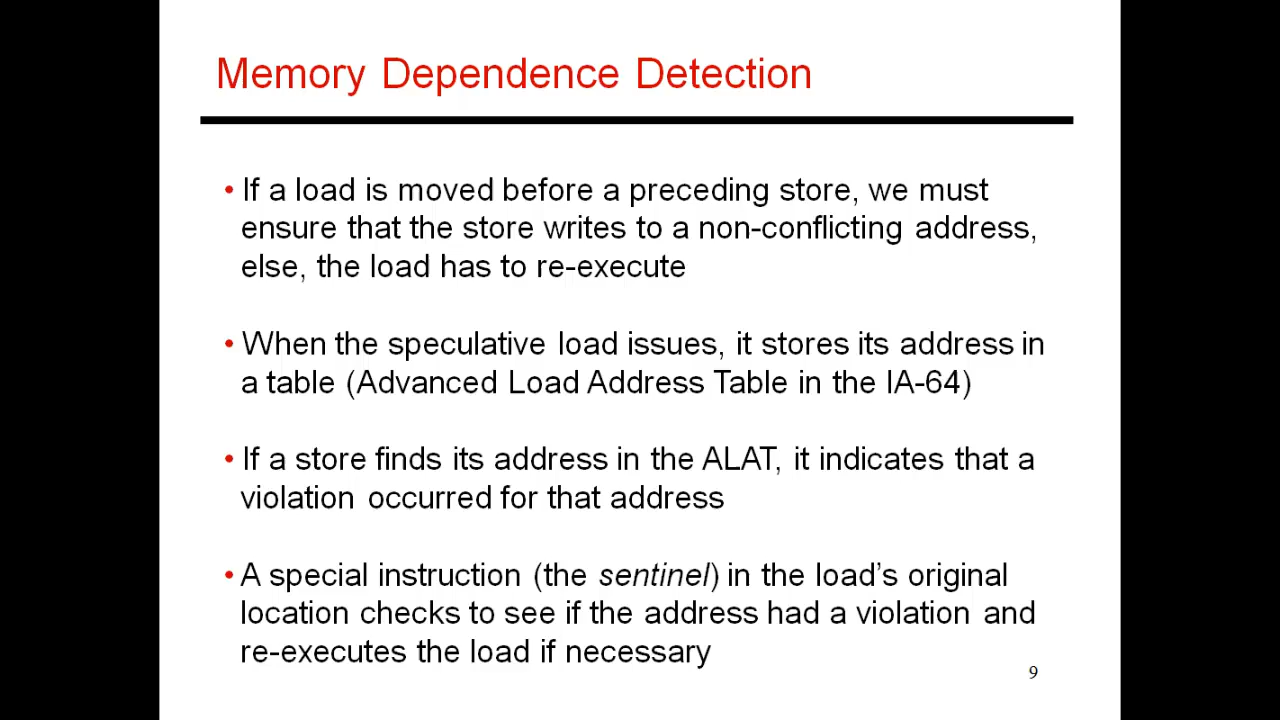 Memory Dependence Detection
• If a load is moved before a preceding store, we must
ensure that the store writes to a non-conflicting address,
else, the load has to re-execute
• When the speculative load issues, it stores its address in
a table (Advanced Load Address Table in the IA-64)
• If a store finds its address in the ALAT, it indicates that a
violation occurred for that address
• A special instruction (the sentinel) in the load’s original
location checks to see if the address had a violation and
re-executes the load if necessary
9